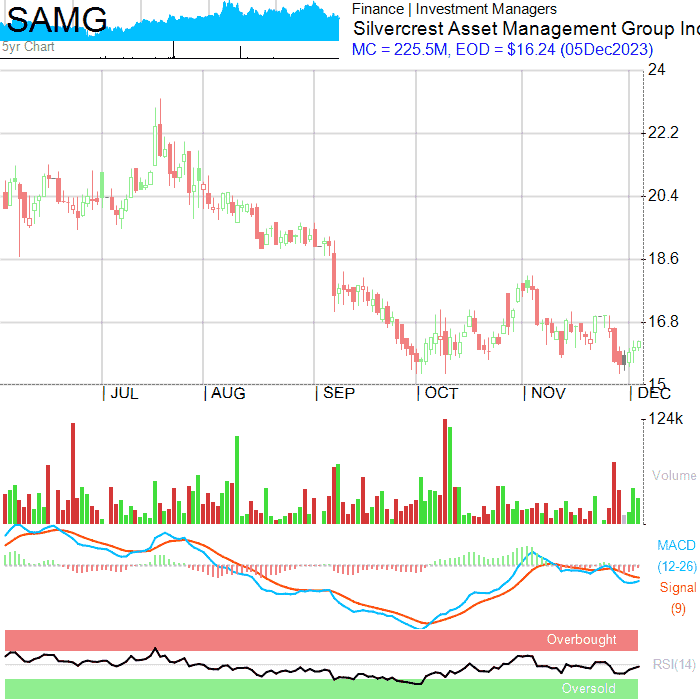 SAMG
5yr Chart
Finance | Investment Managers
Silvercrest Asset Management Group Inc
MC = 225.5M, EOD = $16.24 (05Dec2023)
24
22.2
20.4
18.6
16.8
15
| JUL | AUG | SEP | OCT | NOV | DEC
124k
Volume
MACD
(12-26)
Signal
(9)
Overbought
RSI(14)
Oversold